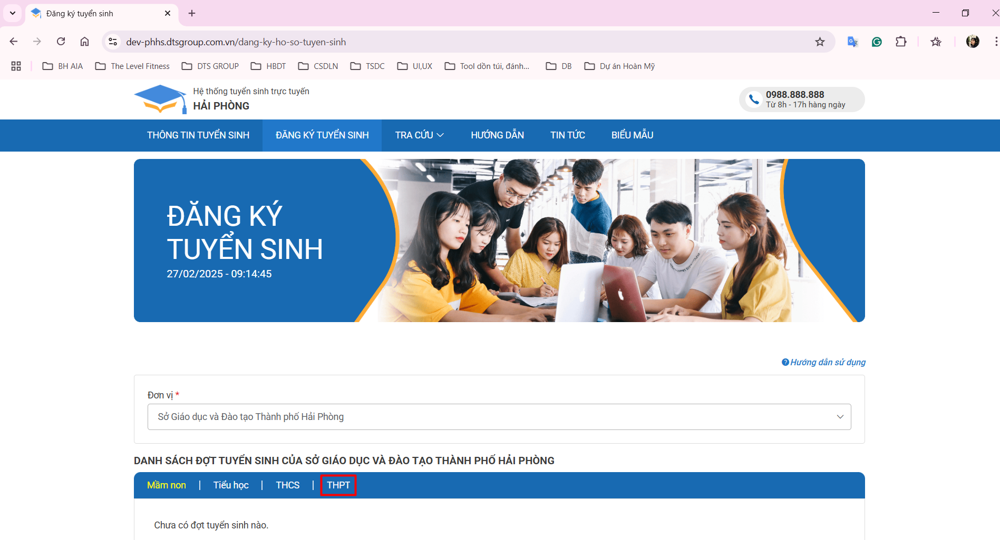 Đăng ký tuyển sinh
dev-phhs.dtsgroup.com.vn/dang-ky-ho-so-tuyen-sinh
BH AIA The Level Fitness DTS GROUP HBDT CSDLN TSDC UI,UX Tool dồn túi, đánh... DB Dự án Hoàn Mỹ
Hệ thống tuyển sinh trực tuyến
HẢI PHÒNG
0988.888.888
Từ 8h - 17h hàng ngày
THÔNG TIN TUYỂN SINH ĐĂNG KÝ TUYỂN SINH TRA CỨU HƯỚNG DẪN TIN TỨC BIỂU MẪU
ĐĂNG KÝ
TUYỂN SINH
27/02/2025 - 09:14:45
Hướng dẫn sử dụng
Đơn vị *
Sở Giáo dục và Đào tạo Thành phố Hải Phòng
DANH SÁCH ĐỢT TUYỂN SINH CỦA SỞ GIÁO DỤC VÀ ĐÀO TẠO THÀNH PHỐ HẢI PHÒNG
Mầm non | Tiểu học | THCS | THPT
Chưa có đợt tuyển sinh nào.